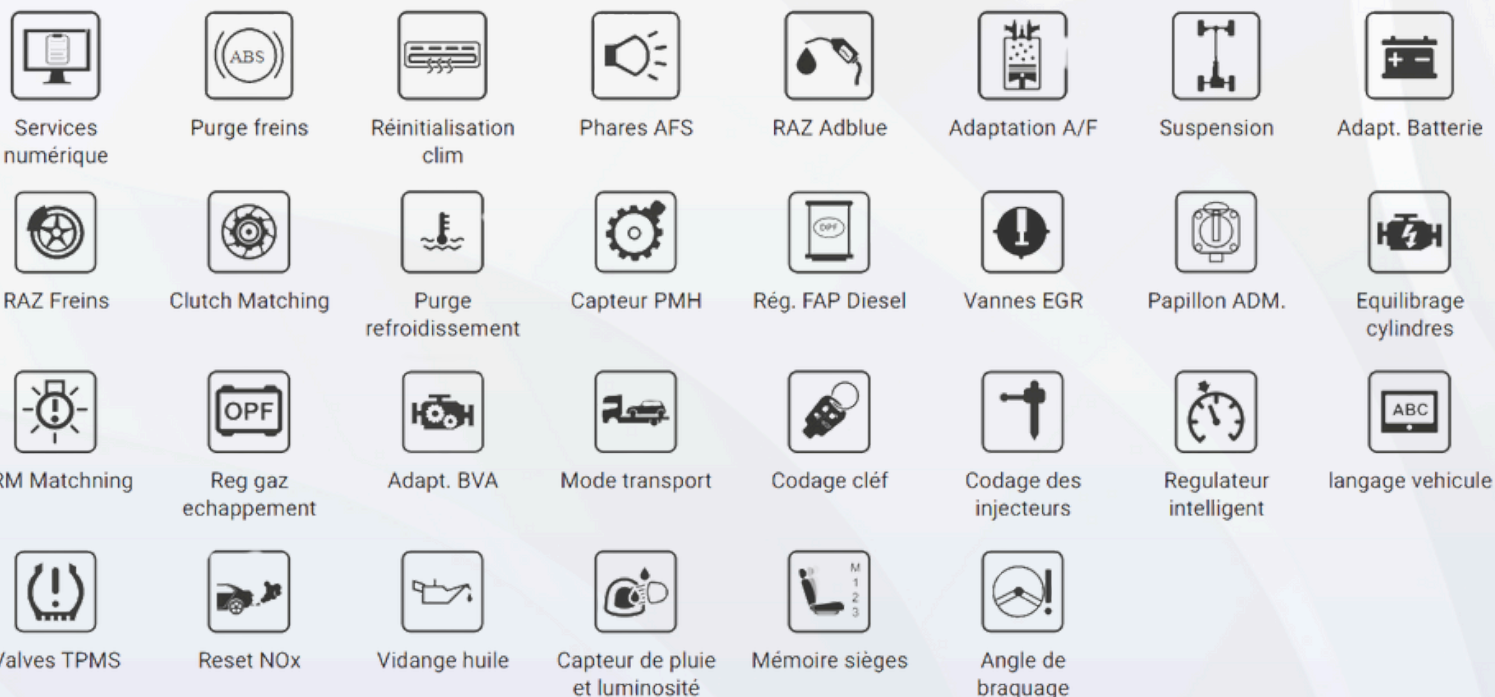 Services
numérique
ABS
Purge freins
Réinitialisation
clim
Phares AFS
RAZ Adblue
Adaptation A/F
Suspension
Adapt. Batterie
RAZ Freins
Clutch Matching
Purge
refroidissement
Capteur PMH
DPF
Rég. FAP Diesel
Vannes EGR
Papillon ADM.
Equilibrage
cylindres
RM Matchning
OPF
Reg gaz
echappement
Adapt. BVA
Mode transport
Codage cléf
Codage des
injecteurs
Regulateur
intelligent
ABC
langage vehicule
Valves TPMS
Reset NOx
Vidange huile
Capteur de pluie
et luminosité
M
1
2
3
Mémoire sièges
Angle de
braquage